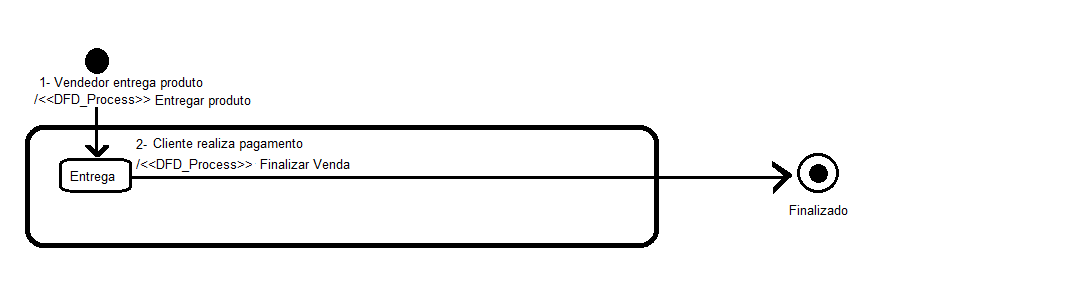 1- Vendedor entrega produto
/<<DFD_Process>> Entregar produto
2- Cliente realiza pagamento
/<<DFD_Process>> Finalizar Venda
Entrega
Finalizado